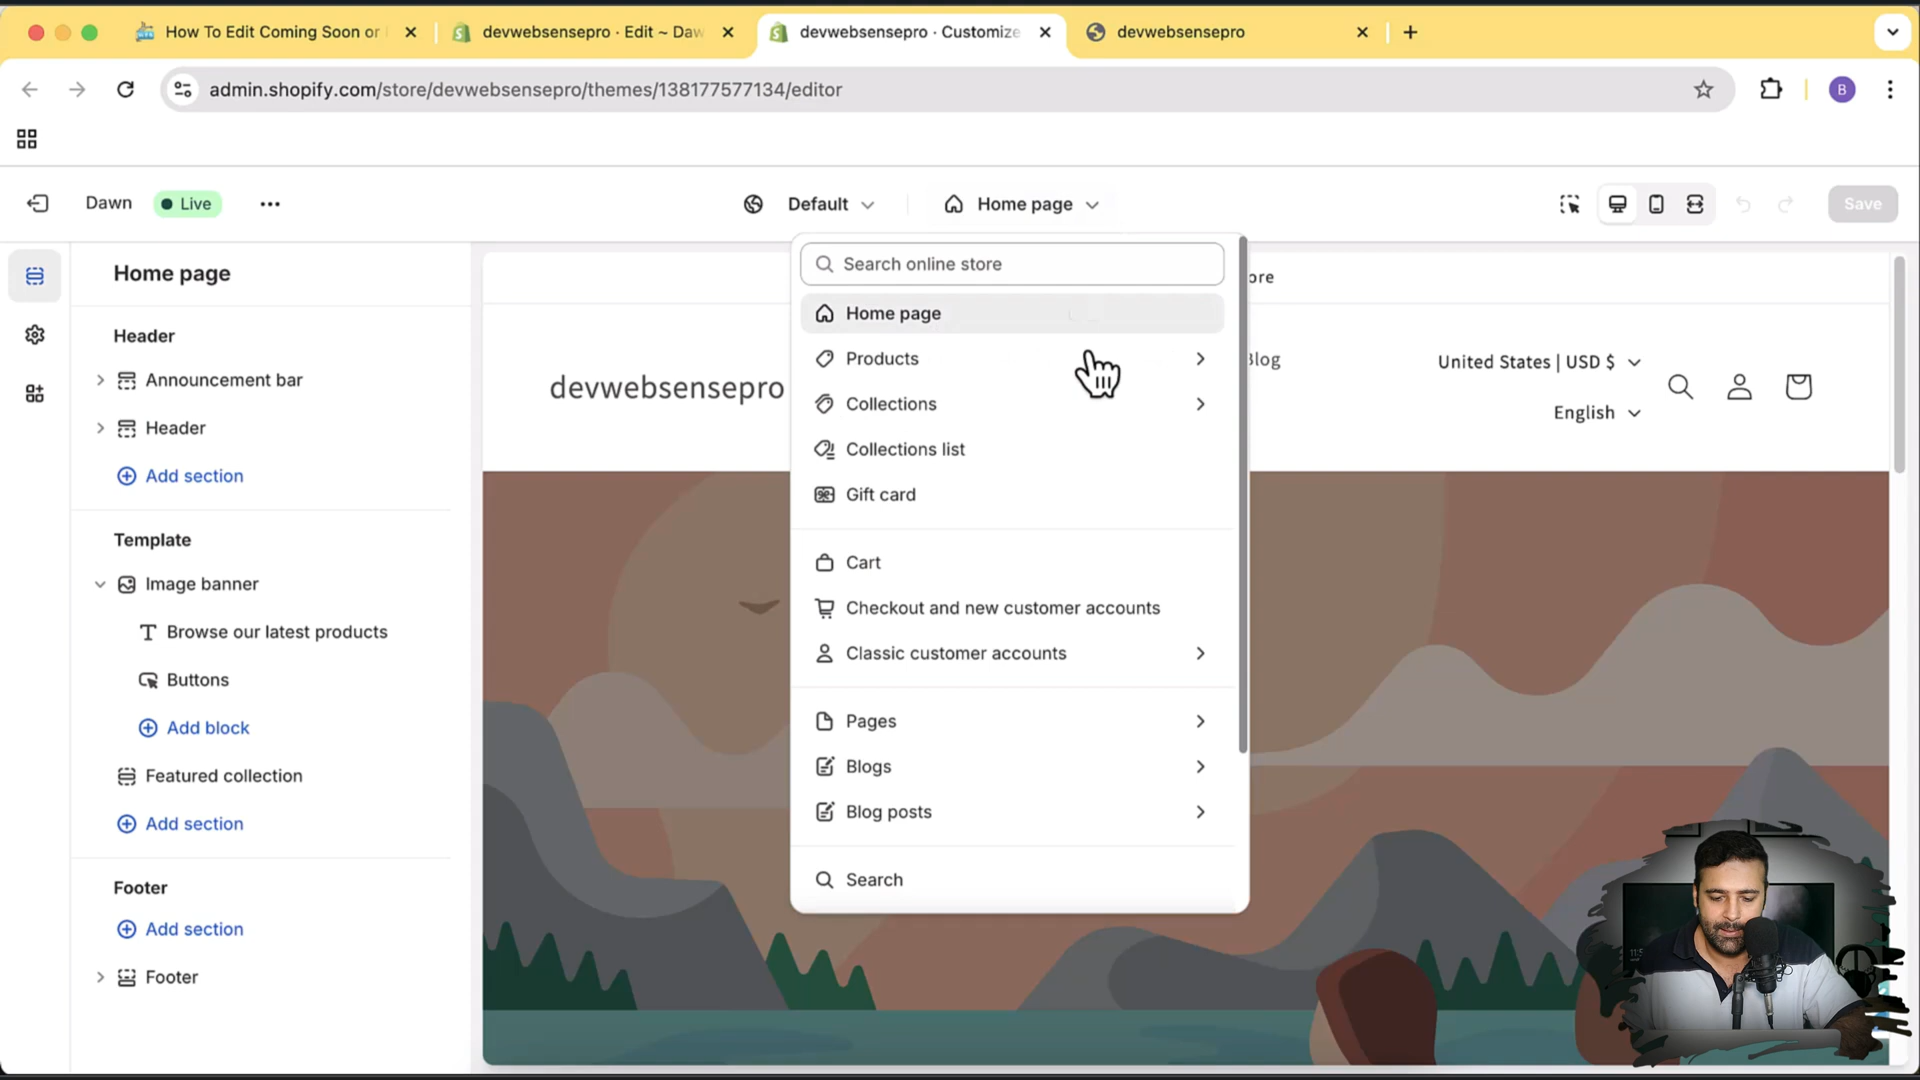 How To Edit Coming Soon or
devwebsensepro · Edit ~ Daw
devwebsensepro · Customize
devwebsensepro
admin.shopify.com/store/devwebsensepro/themes/138177577134/editor
B
Dawn
Live
Default
Home page
Save
Home page
Header
Announcement bar
Header
Add section
Template
Image banner
Browse our latest products
Buttons
Add block
Featured collection
Add section
Footer
Add section
Footer
Search online store
Home page
Products
Collections
Collections list
Gift card
Cart
Checkout and new customer accounts
Classic customer accounts
Pages
Blogs
Blog posts
Search
ore
devwebsensepro
Blog
United States | USD $
English